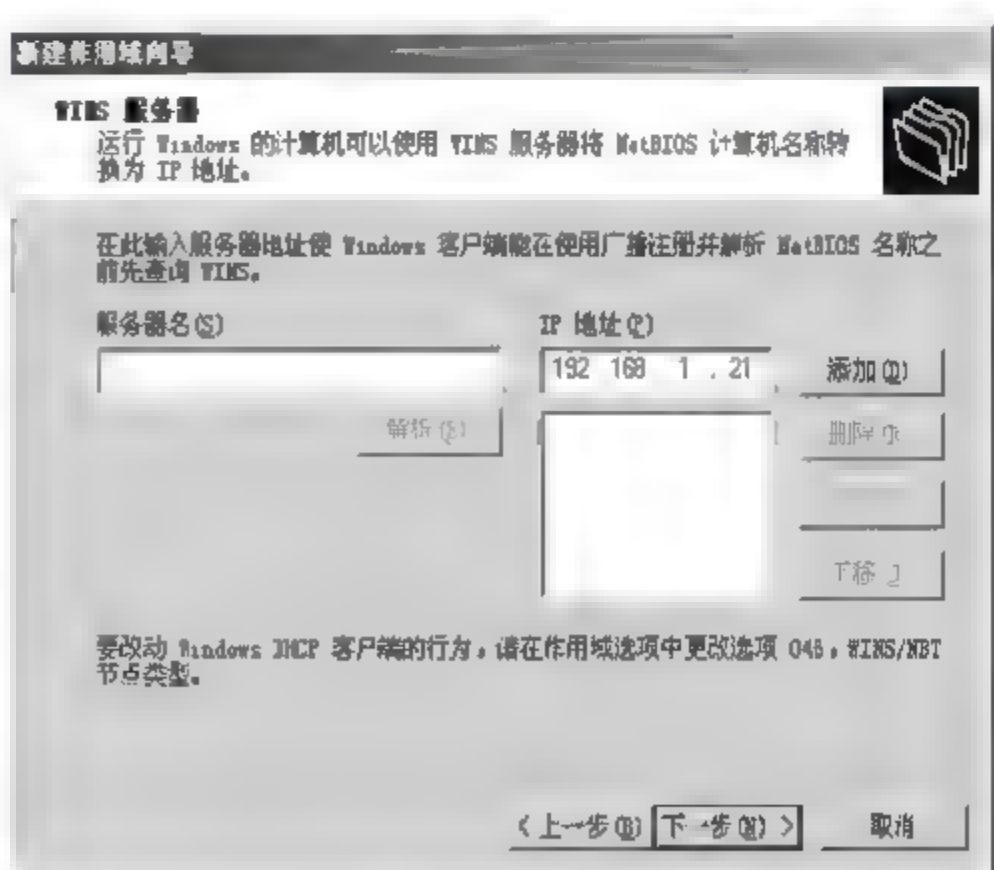 新建作用域向导
WINS 服务器
运行 Windows 的计算机可以使用 WINS 服务器将 NetBIOS 计算机名称转
换为 IP 地址。
在此输入服务器地址使 Windows 客户端能在使用广播注册并解析 NetBIOS 名称之
前先查询 WINS。
服务器名(S)
IP 地址(P)
192 168 1 . 21
添加(D)
解析(E)
删除
下移
要改动 Windows DHCP 客户端的行为,请在作用域选项中更改选项 046,WINS/NBT
节点类型。
< 上一步(B)
下一步(N) >
取消